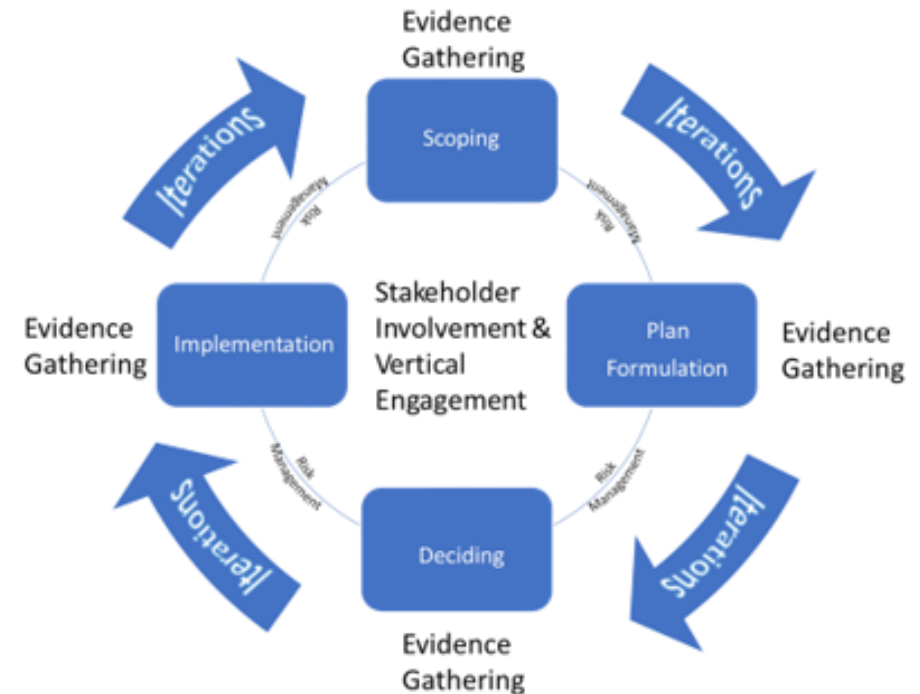 Evidence
Gathering
Scoping
Iterations
Iterations
Risk
Management
Risk
Management
Evidence
Gathering
Implementation
Stakeholder
Involvement &
Vertical
Engagement
Plan
Formulation
Evidence
Gathering
Risk
Management
Risk
Management
Iterations
Iterations
Deciding
Evidence
Gathering